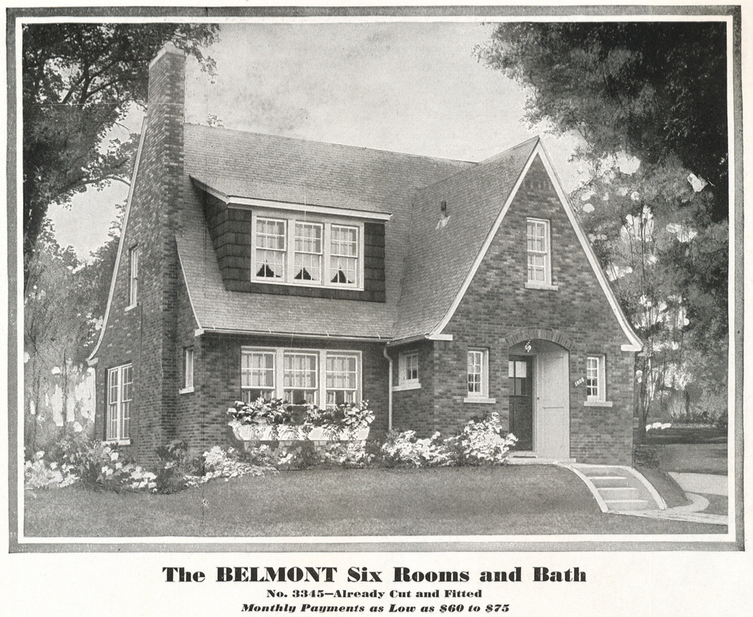 The BELMONT Six Rooms and Bath
No. 3345—Already Cut and Fitted
Monthly Payments as Low as $60 to $75